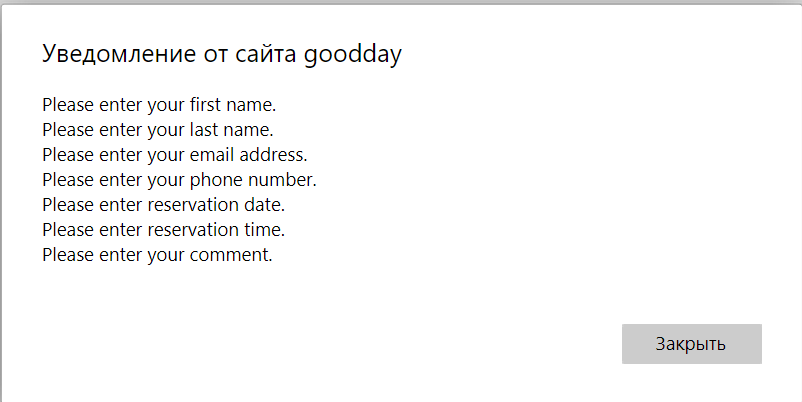 Уведомление от сайта goodday
Please enter your first name.
Please enter your last name.
Please enter your email address.
Please enter your phone number.
Please enter reservation date.
Please enter reservation time.
Please enter your comment.
Закрыть